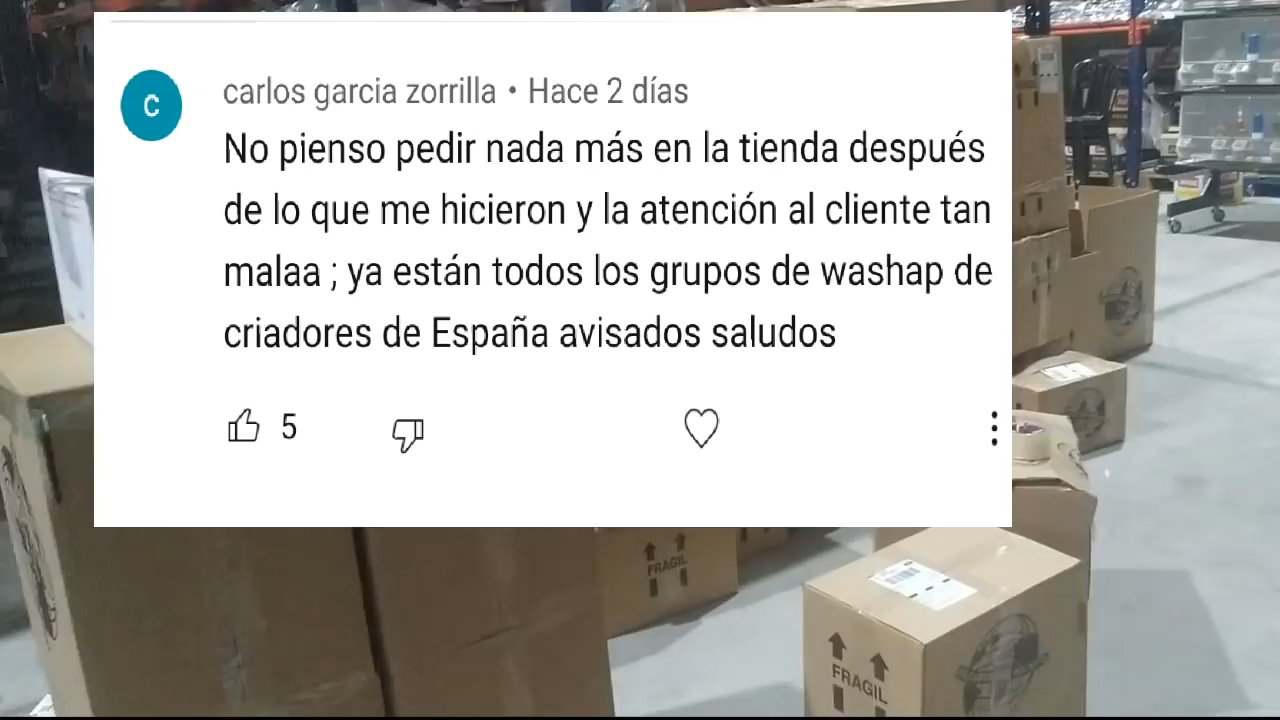 C
carlos garcia zorrilla • Hace 2 días
No pienso pedir nada más en la tienda después
de lo que me hicieron y la atención al cliente tan
malaa ; ya están todos los grupos de washap de
criadores de España avisados saludos
5
FRAGIL
FRAGIL